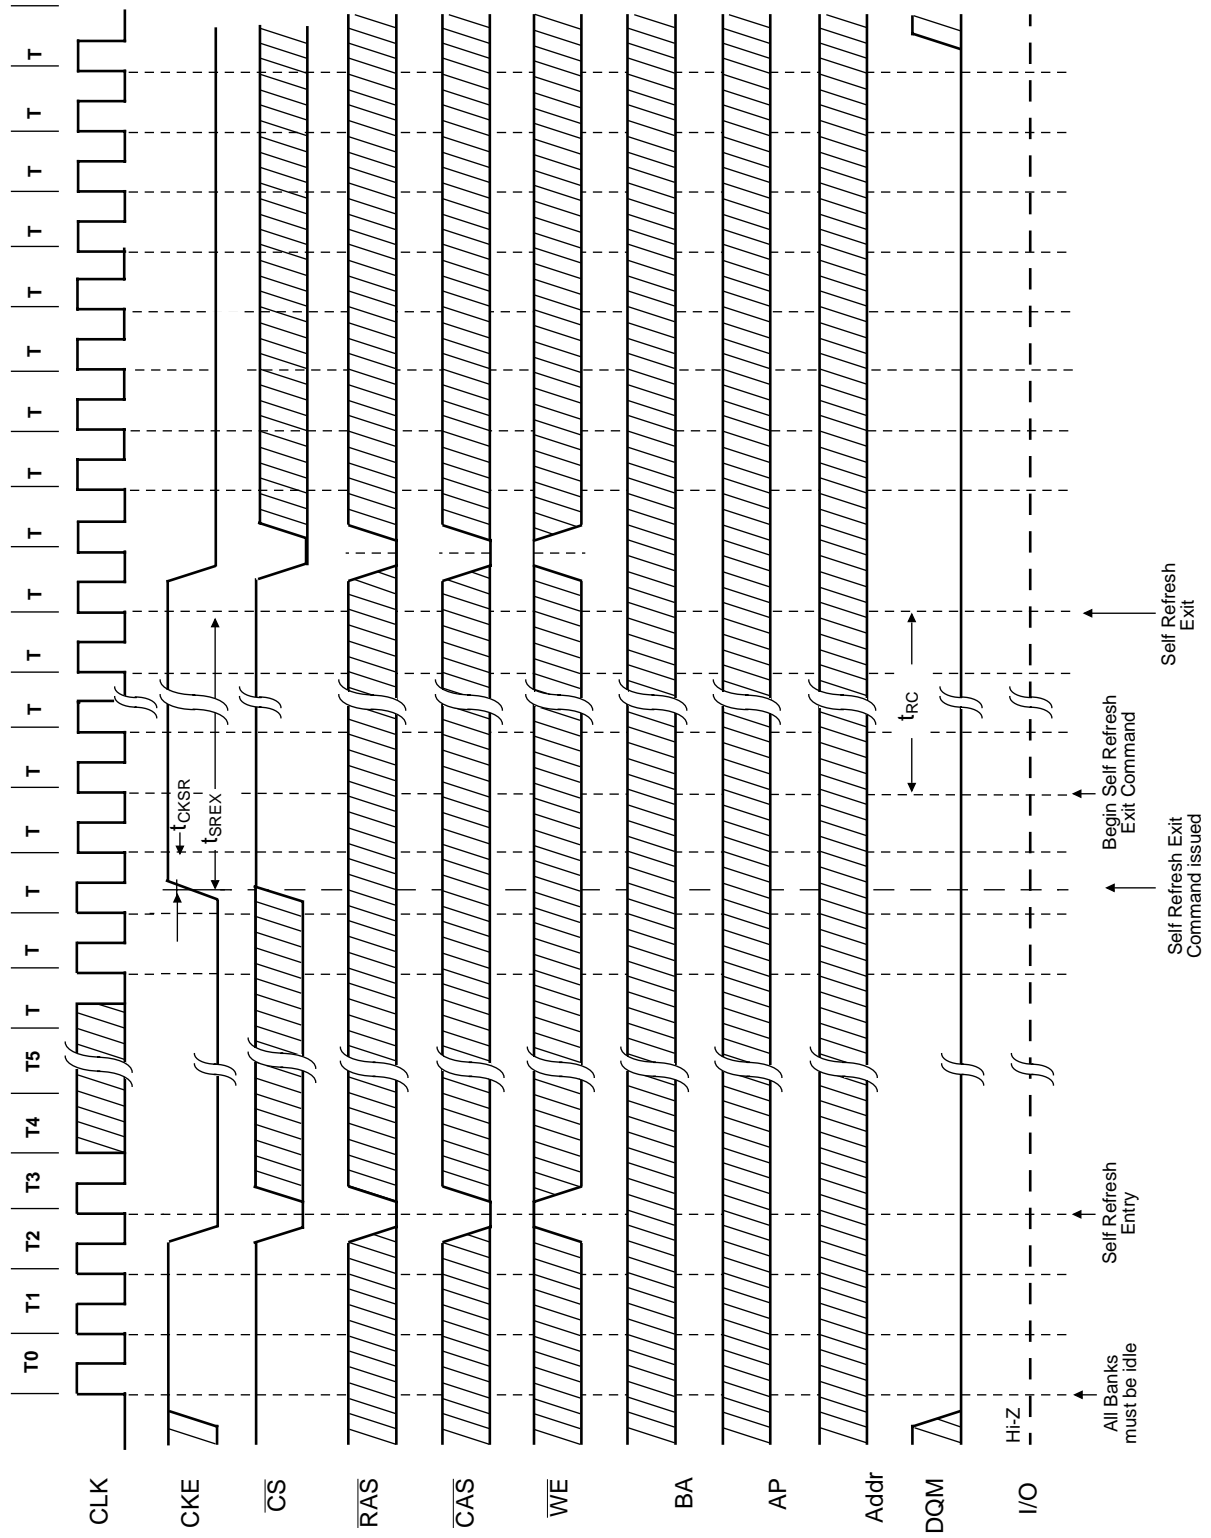 T0 T1 T2 T3 T4 T5 T T T T T T T T T T T T T T T T T
CLK
CKE
tCKSR
tSREX
CS
RAS
CAS
WE
BA
AP
Addr
DQM
tRC
Hi-Z
I/O
All Banks
must be idle
Self Refresh
Entry
Self Refresh Exit
Command issued
Begin Self Refresh
Exit Command
Self Refresh
Exit